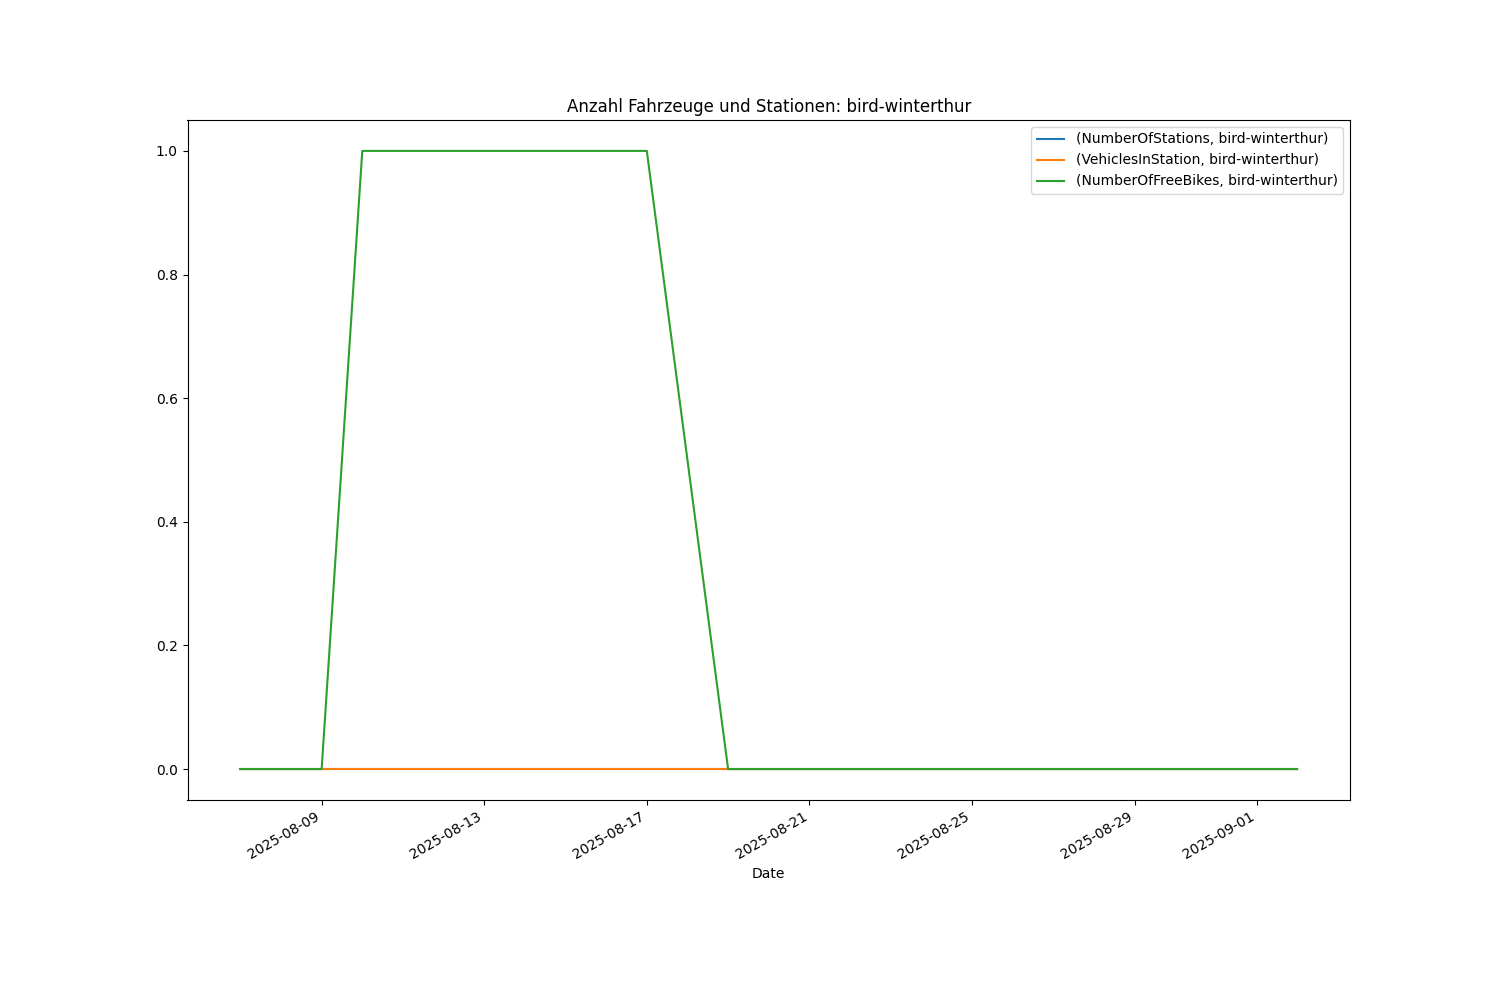 Anzahl Fahrzeuge und Stationen: bird-winterthur
(NumberOfStations, bird-winterthur)
(VehiclesInStation, bird-winterthur)
(NumberOfFreeBikes, bird-winterthur)
1.0
0.8
0.6
0.4
0.2
0.0
2025-08-09
2025-08-13
2025-08-17
2025-08-21
2025-08-25
2025-08-29
2025-09-01
Date